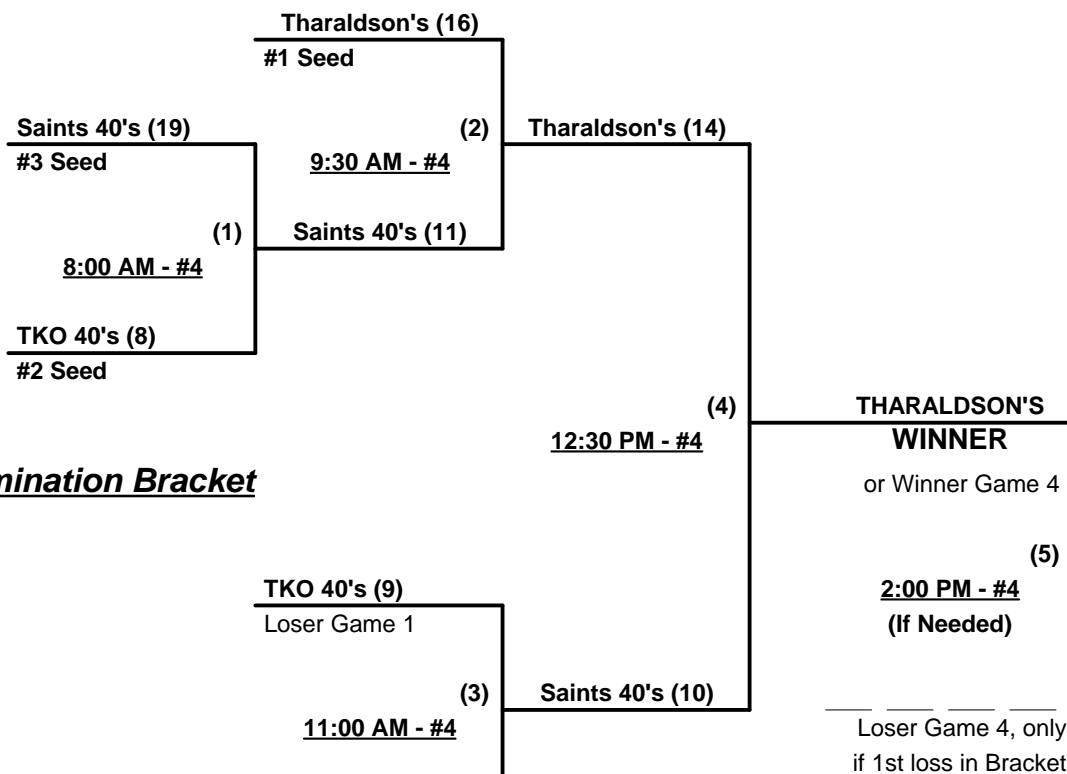 Tharaldson's (16)
#1 Seed
Saints 40's (19)
(2)
Tharaldson's (14)
#3 Seed
9:30 AM - #4
(1)
Saints 40's (11)
8:00 AM - #4
TKO 40's (8)
#2 Seed
(4)
THARALDSON'S
12:30 PM - #4
WINNER
mination Bracket
or Winner Game 4
(5)
TKO 40's (9)
2:00 PM - #4
Loser Game 1
(If Needed)
(3)
Saints 40's (10)
11:00 AM - #4
Loser Game 4, only
if 1st loss in Bracket